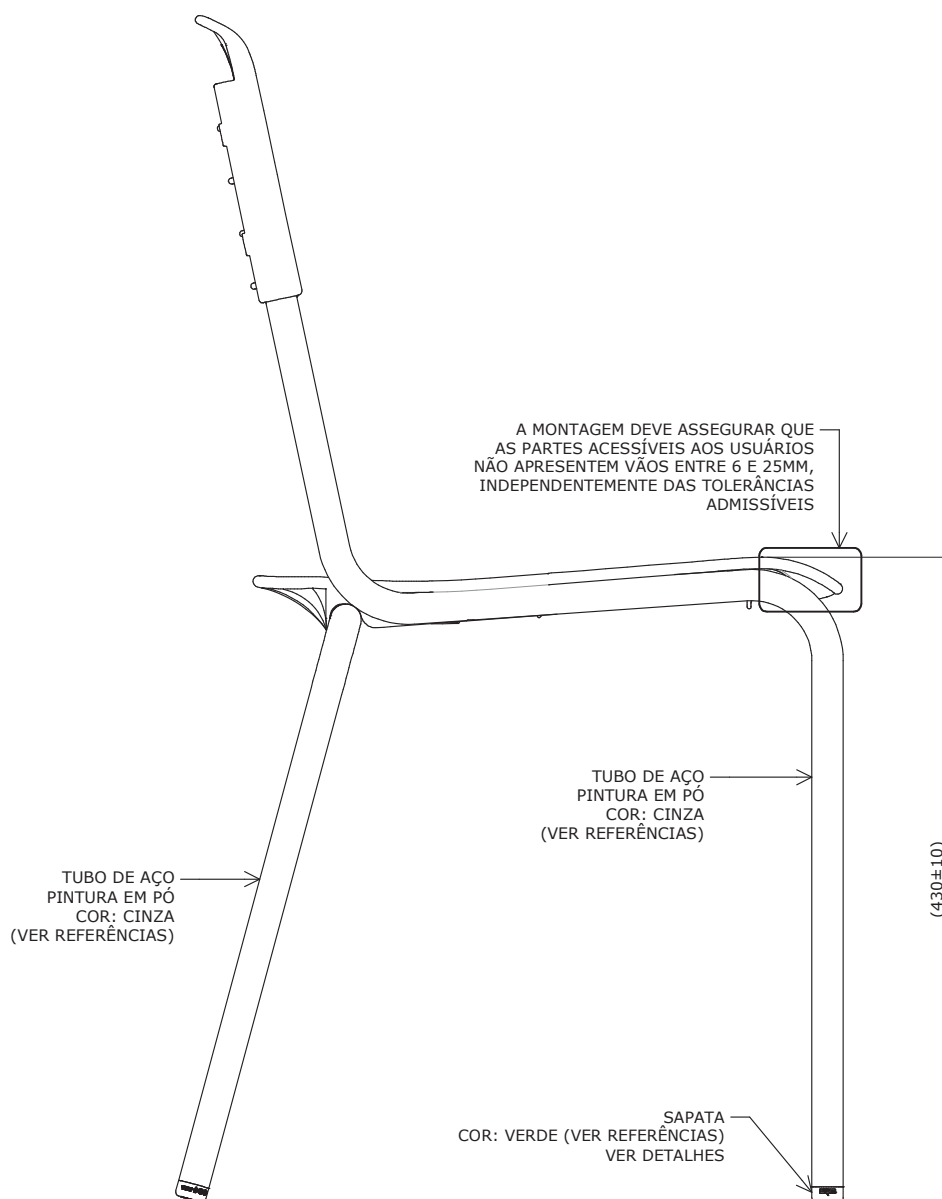 A MONTAGEM DEVE ASSEGURAR QUE
AS PARTES ACESSÍVEIS AOS USUÁRIOS
NÃO APRESENTEM VÃOS ENTRE 6 E 25MM,
INDEPENDENTEMENTE DAS TOLERÂNCIAS
ADMISSÍVEIS
TUBO DE AÇO
PINTURA EM PÓ
COR: CINZA
(VER REFERÊNCIAS)
TUBO DE AÇO
PINTURA EM PÓ
COR: CINZA
(VER REFERÊNCIAS)
(430±10)
SAPATA
COR: VERDE (VER REFERÊNCIAS)
VER DETALHES